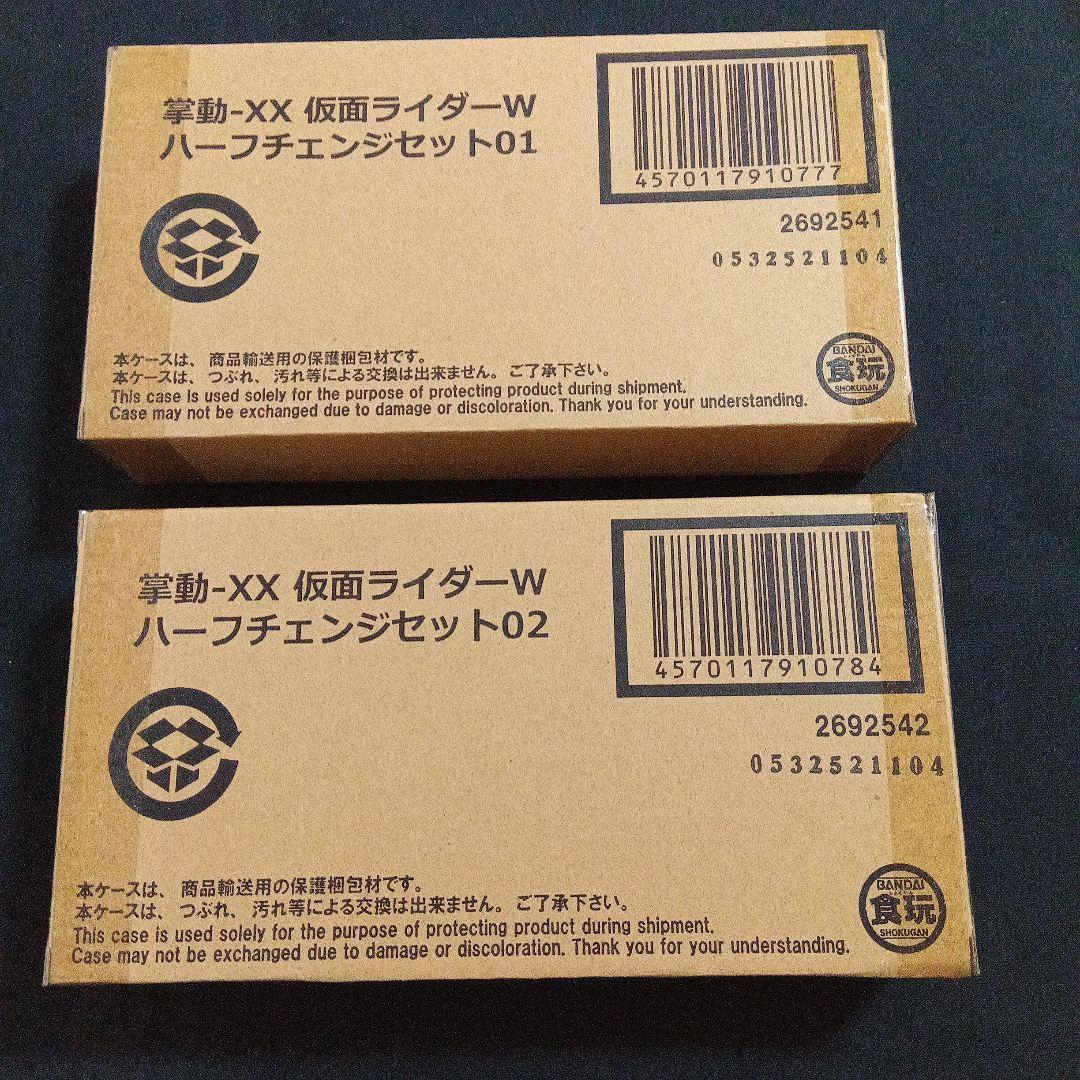 掌動-XX 仮面ライダーW
ハーフチェンジセット01
4570117910777
2692541
0532521104
本ケースは、商品輸送用の保護梱包材です。
本ケースは、つぶれ、汚れ等による交換は出来ません。ご了承下さい。
This case is used solely for the purpose of protecting product during shipment.
Case may not be exchanged due to damage or discoloration. Thank you for your understanding.
BANDAI
食玩
SHOKUGAN
掌動-XX 仮面ライダーW
ハーフチェンジセット02
4570117910784
2692542
0532521104
本ケースは、商品輸送用の保護梱包材です。
本ケースは、つぶれ、汚れ等による交換は出来ません。ご了承下さい。
This case is used solely for the purpose of protecting product during shipment.
Case may not be exchanged due to damage or discoloration. Thank you for your understanding.
BANDAI
食玩
SHOKUGAN